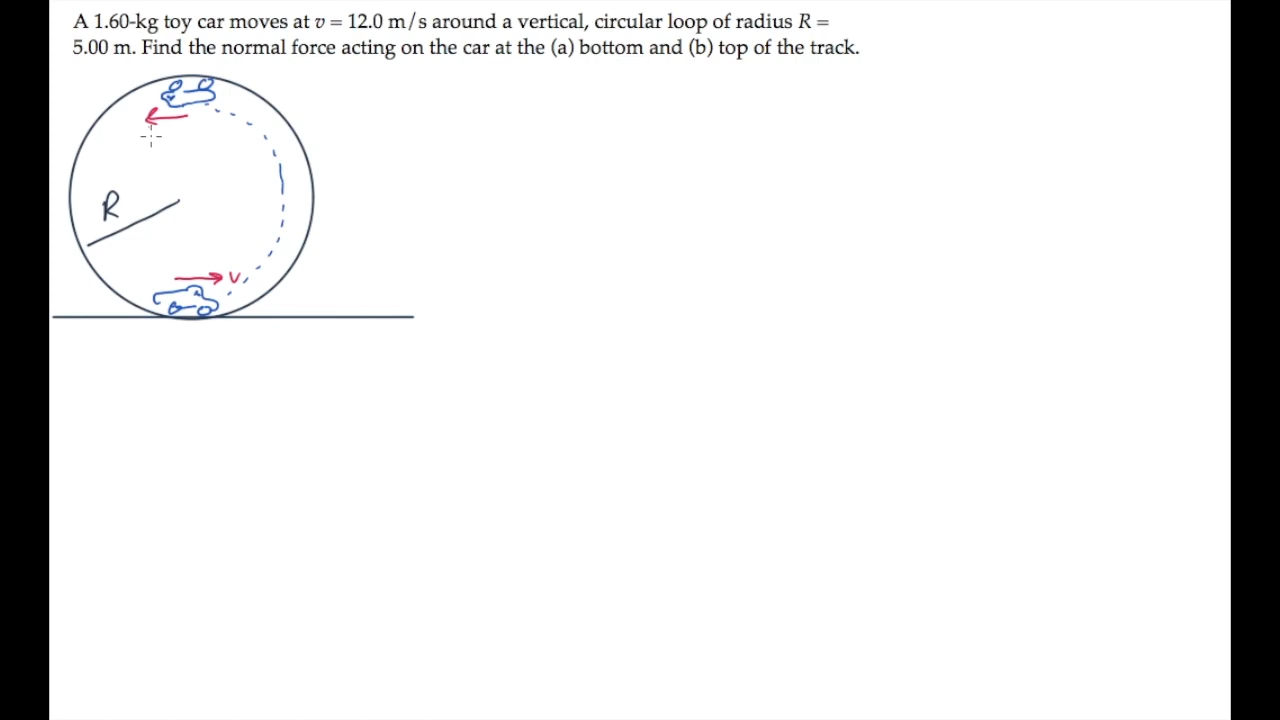 A 1.60-kg toy car moves at v = 12.0 m/s around a vertical, circular loop of radius R =
5.00 m. Find the normal force acting on the car at the (a) bottom and (b) top of the track.
R
v